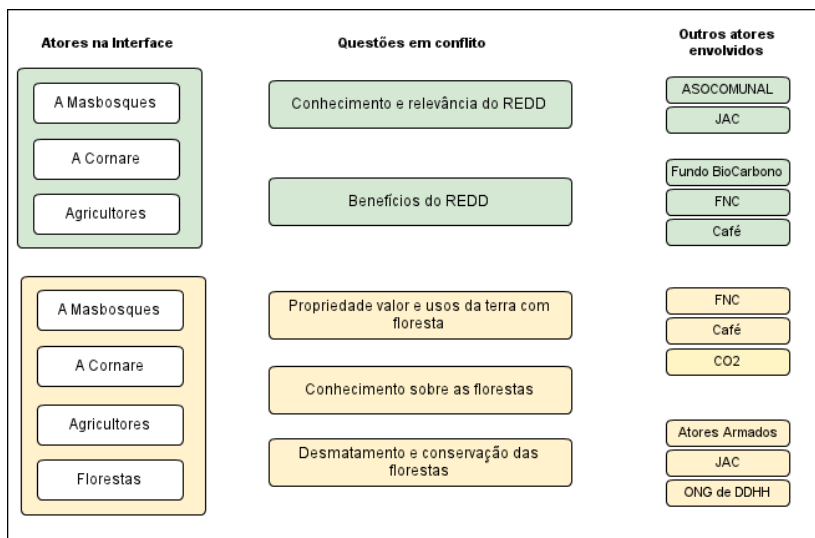 Atores na Interface
Questões em conflito
Outros atores
envolvidos
A Masbosques
A Cornare
Agricultores
Conhecimento e relevância do REDD
Benefícios do REDD
ASOCOMUNAL
JAC
Fundo BioCarbono
FNC
Café
A Masbosques
A Cornare
Agricultores
Florestas
Propriedade valor e usos da terra com
floresta
Conhecimento sobre as florestas
Desmatamento e conservação das
florestas
FNC
Café
CO2
Atores Armados
JAC
ONG de DDHH